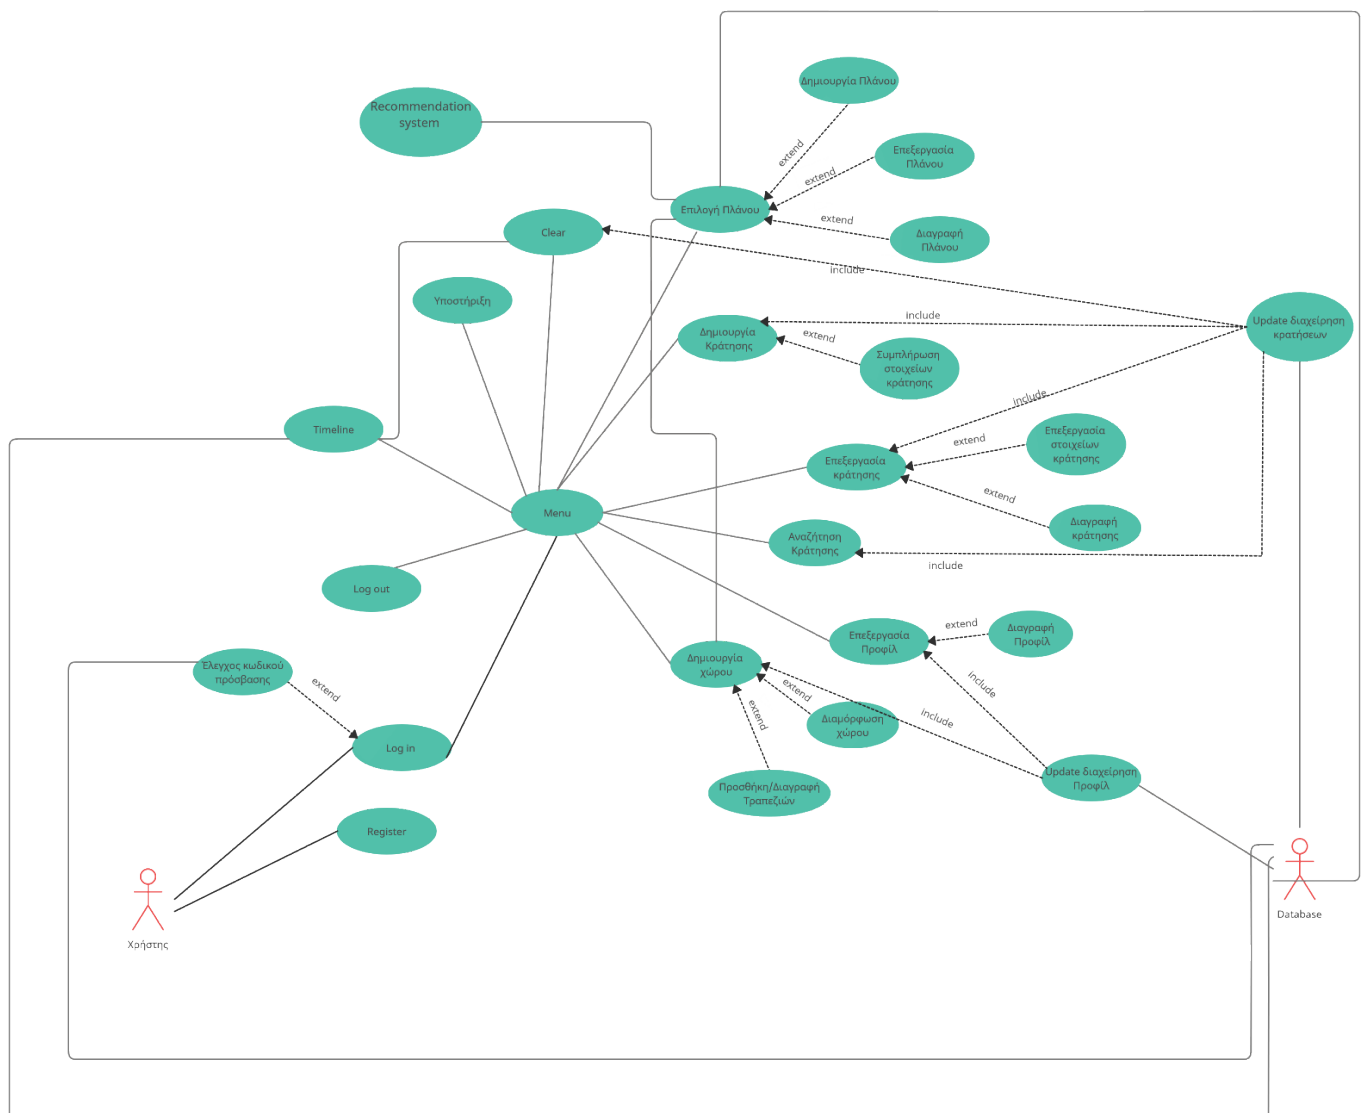 Δημιουργία Πλάνου
Recommendation
system
extend
Επεξεργασία
Πλάνου
extend
Επιλογή Πλάνου
extend
Διαγραφή
Πλάνου
Clear
include
Υποστήριξη
include
Update διαχείρηση
κρατήσεων
Δημιουργία
Κράτησης
extend
Συμπλήρωση
στοιχείων
κράτησης
include
Timeline
Επεξεργασία
στοιχείων
κράτησης
extend
Επεξεργασία
κράτησης
extend
Menu
Διαγραφή
κράτησης
Αναζήτηση
Κράτησης
include
Log out
extend
Διαγραφή
Προφίλ
Επεξεργασία
Προφίλ
Έλεγχος κωδικού
πρόσβασης
Δημιουργία
χώρου
extend
extend
include
extend
include
Διαμόρφωση
χώρου
Log in
Update διαχείρηση
Προφίλ
Προσθήκη/Διαγραφή
Τραπεζιών
Register
Database
Χρήστης